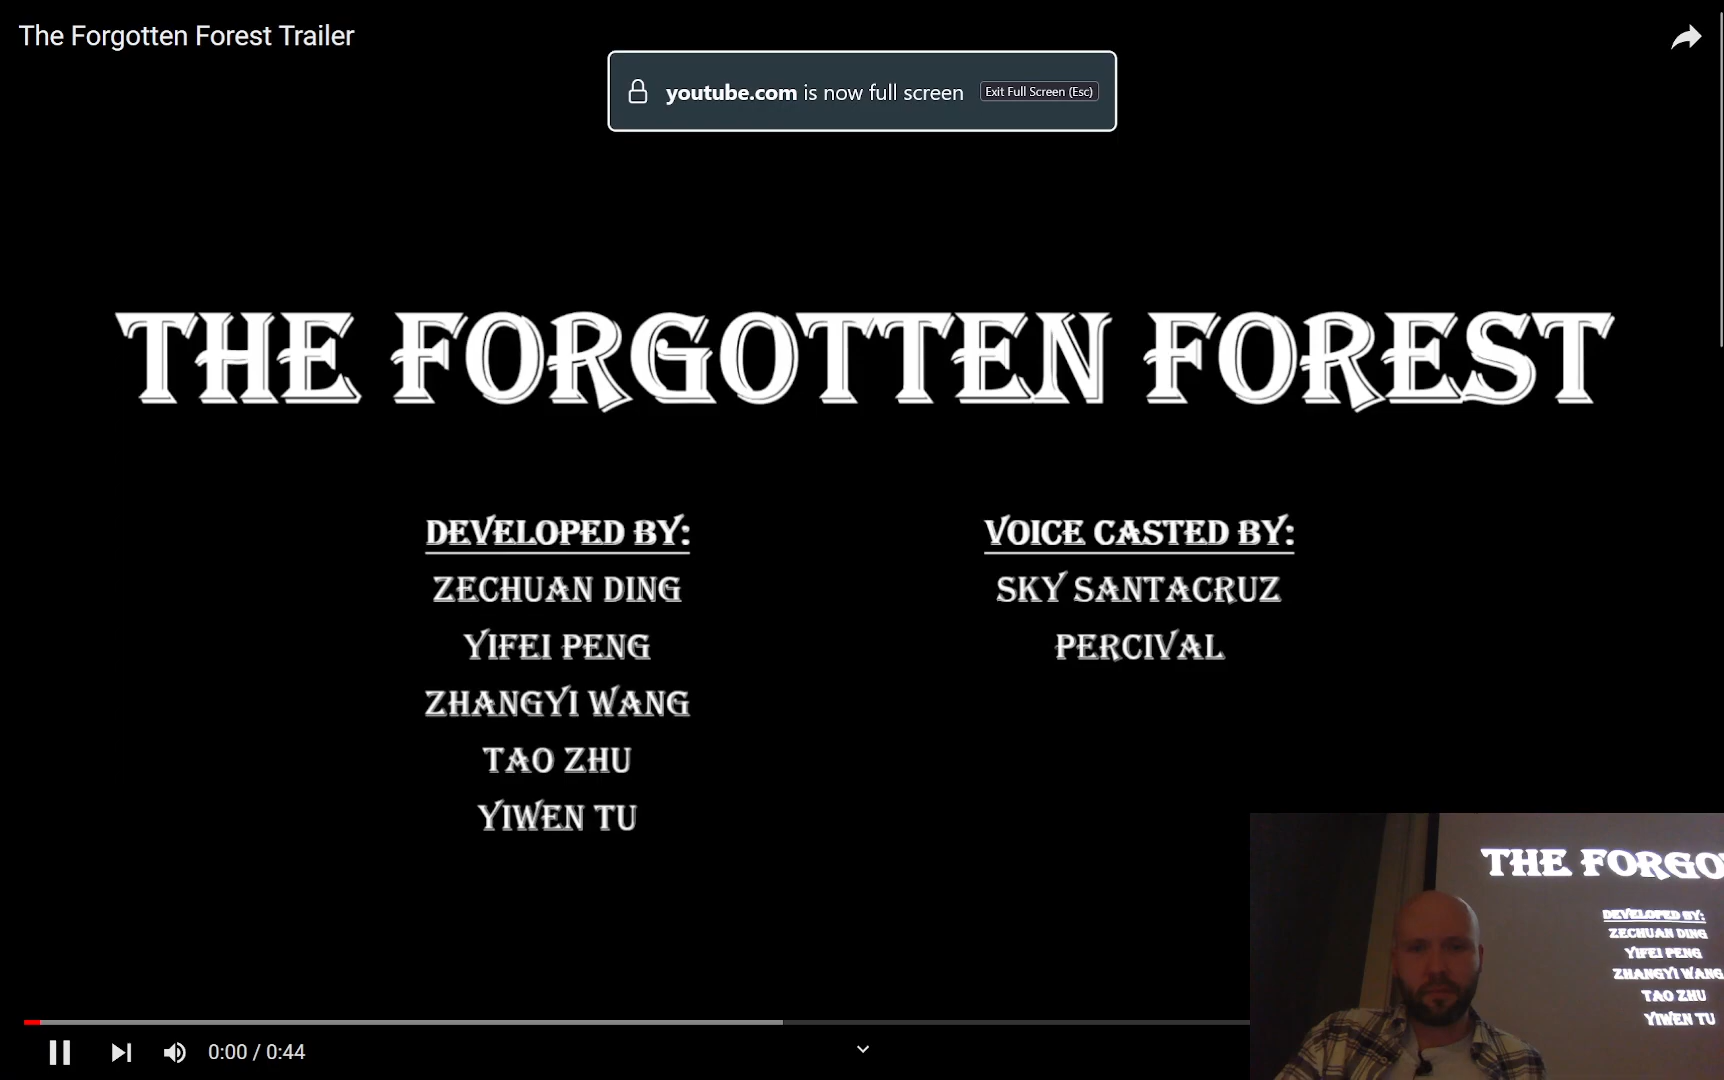 The Forgotten Forest Trailer
youtube.com is now full screen Exit Full Screen (Esc)
THE FORGOTTEN FOREST
DEVELOPED BY:
ZECHUAN DING
YIFEI PENG
ZHANGYI WANG
TAO ZHU
YIWEN TU
VOICE CASTED BY:
SKY SANTACRUZ
PERCIVAL
0:00 / 0:44
THE FORGO
DEVELOPED BY:
ZECHUAN DING
YIFEI PENG
ZHANGYI WANG
TAO ZHU
YIWEN TU